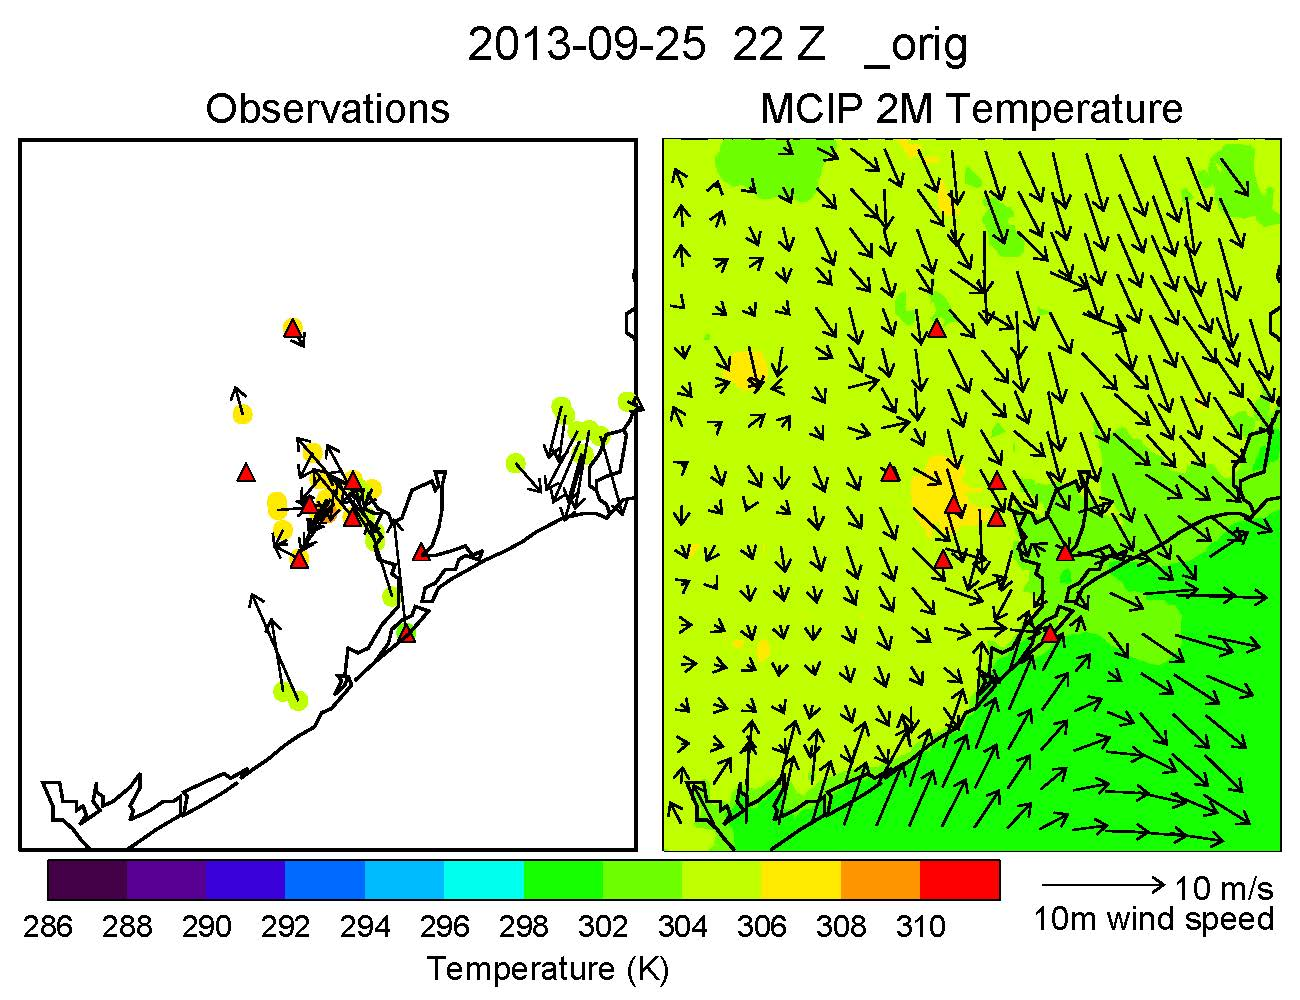 2013-09-25 22 Z _orig
Observations
MCIP 2M Temperature
286 288 290 292 294 296 298 302 304 306 308 310
Temperature (K)
10 m/s
10m wind speed